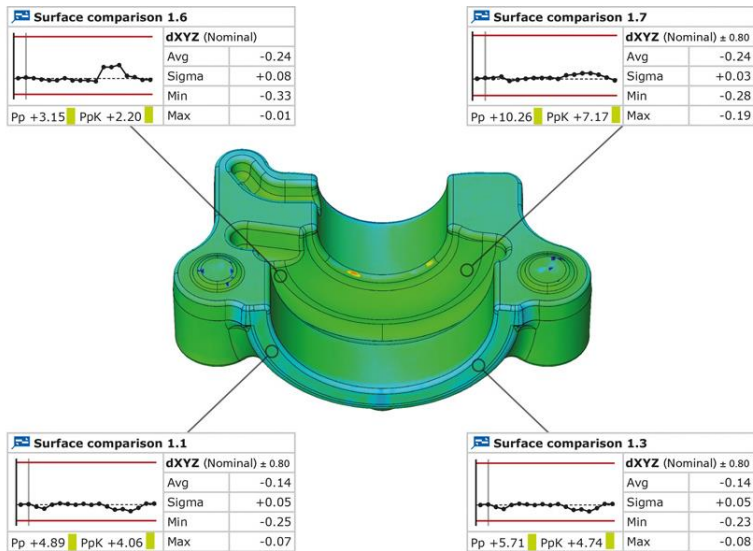 Surface comparison 1.6
dXYZ (Nominal)
Avg -0.24
Sigma +0.08
Min -0.33
Pp +3.15 PpK +2.20 Max -0.01
Surface comparison 1.7
dXYZ (Nominal) ± 0.80
Avg -0.24
Sigma +0.03
Min -0.28
Pp +10.26 PpK +7.17 Max -0.19
Surface comparison 1.1
dXYZ (Nominal) ± 0.80
Avg -0.14
Sigma +0.05
Min -0.25
Pp +4.89 PpK +4.06 Max -0.07
Surface comparison 1.3
dXYZ (Nominal) ± 0.80
Avg -0.14
Sigma +0.05
Min -0.23
Pp +5.71 PpK +4.74 Max -0.08